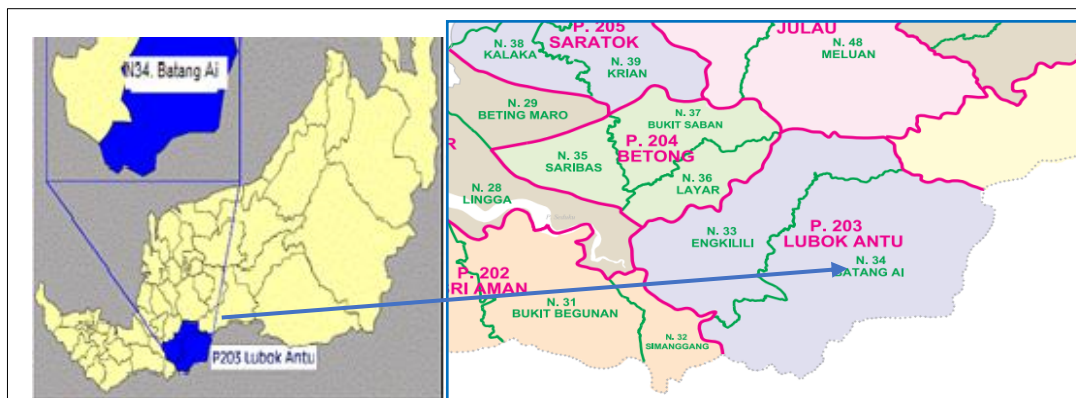 N34. Batang Ai
P203 Lubok Antu
P. 205
SARATOK
JULAU
N. 38
KALAKA
N. 39
KRIAN
N. 48
MELUAN
N. 29
BETING MARO
N. 37
BUKIT SABAN
P. 204
BETONG
N. 35
SARIBAS
N. 36
LAYAR
R
N. 28
LINGGA
N. 33
ENGKILILI
P. 203
LUBOK ANTU
N. 34
BATANG AI
P. 202
SRI AMAN
N. 31
BUKIT BEGUNAN
N. 32
SIMANGGANG